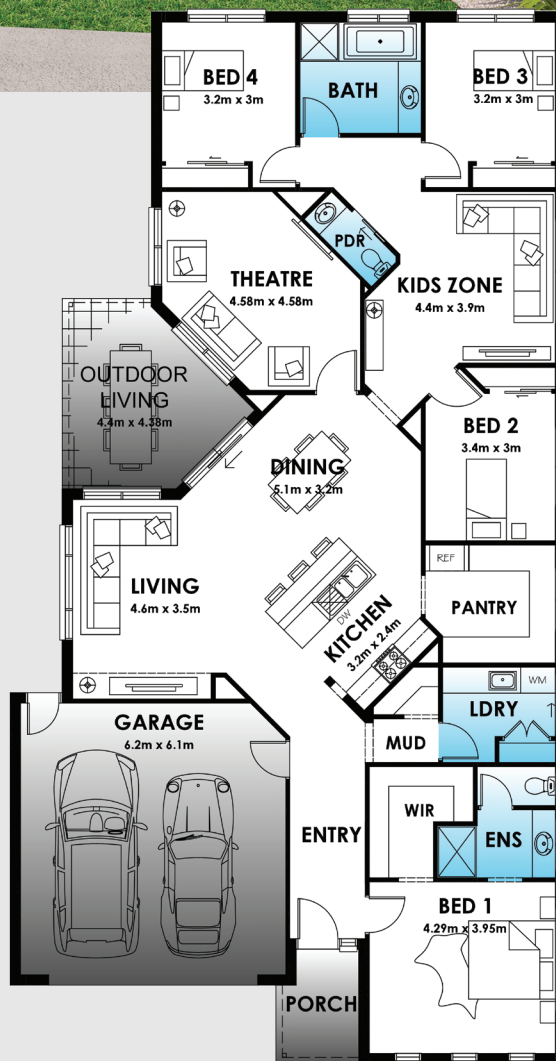 BED 4
3.2m x 3m
BATH
BED 3
3.2m x 3m
PDR
THEATRE
4.58m x 4.58m
KIDS ZONE
4.4m x 3.9m
OUTDOOR
LIVING
4.4m x 4.38m
BED 2
3.4m x 3m
DINING
5.1m x 3.2m
LIVING
4.6m x 3.5m
REF
PANTRY
DW
KITCHEN
3.2m x 2.4m
WM
LDRY
GARAGE
6.2m x 6.1m
MUD
WIR
ENTRY
ENS
BED 1
4.29m x 3.95m
PORCH